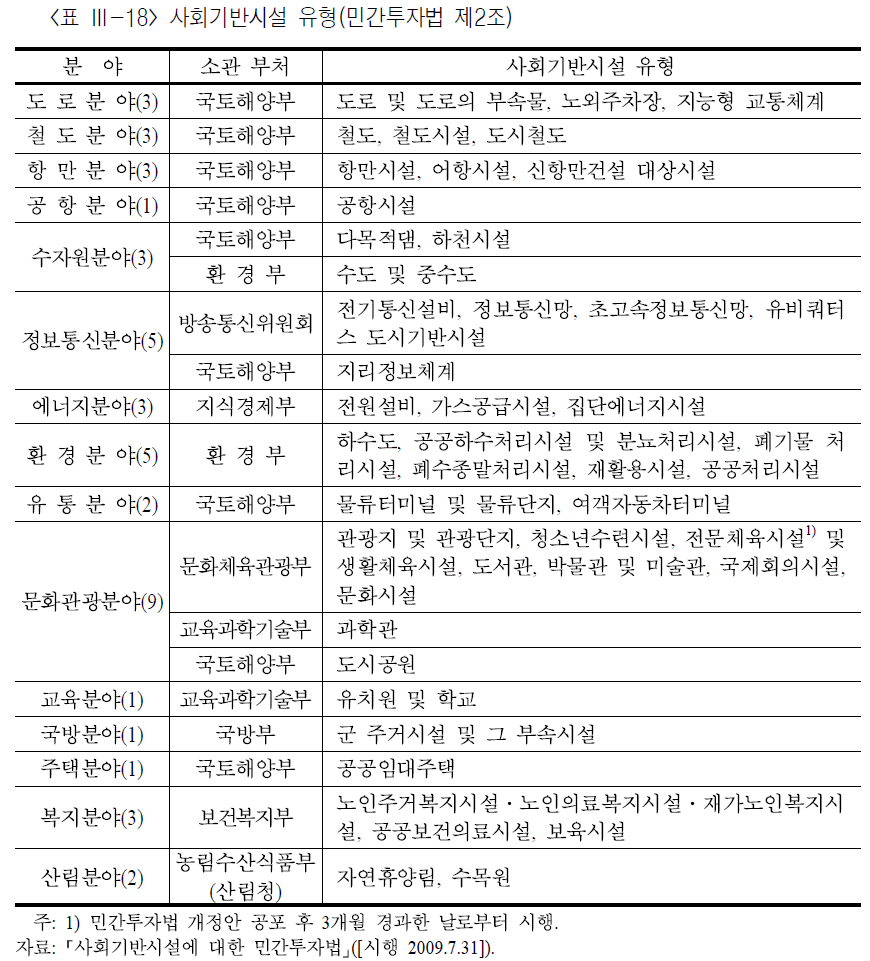 <표 Ⅲ-18> 사회기반시설 유형(민간투자법 제2조)
분 야 소관 부처 사회기반시설 유형
도 로 분 야(3) 국토해양부 도로 및 도로의 부속물, 노외주차장, 지능형 교통체계
철 도 분 야(3) 국토해양부 철도, 철도시설, 도시철도
항 만 분 야(3) 국토해양부 항만시설, 어항시설, 신항만건설 대상시설
공 항 분 야(1) 국토해양부 공항시설
수자원분야(3)
국토해양부 다목적댐, 하천시설
환 경 부 수도 및 중수도
정보통신분야(5)
방송통신위원회
전기통신설비, 정보통신망, 초고속정보통신망, 유비쿼터
스 도시기반시설
국토해양부 지리정보체계
에너지분야(3) 지식경제부 전원설비, 가스공급시설, 집단에너지시설
환 경 분 야(5) 환 경 부
하수도, 공공하수처리시설 및 분뇨처리시설, 폐기물 처
리시설, 폐수종말처리시설, 재활용시설, 공공처리시설
유 통 분 야(2) 국토해양부 물류터미널 및 물류단지, 여객자동차터미널
문화관광분야(9)
문화체육관광부
관광지 및 관광단지, 청소년수련시설, 전문체육시설1) 및
생활체육시설, 도서관, 박물관 및 미술관, 국제회의시설,
문화시설
교육과학기술부 과학관
국토해양부 도시공원
교육분야(1) 교육과학기술부 유치원 및 학교
국방분야(1) 국방부 군 주거시설 및 그 부속시설
주택분야(1) 국토해양부 공공임대주택
복지분야(3) 보건복지부
노인주거복지시설·노인의료복지시설·재가노인복지시
설, 공공보건의료시설, 보육시설
산림분야(2)
농림수산식품부
(산림청)
자연휴양림, 수목원
주: 1) 민간투자법 개정안 공포 후 3개월 경과한 날로부터 시행.
자료: 「사회기반시설에 대한 민간투자법」([시행 2009.7.31]).